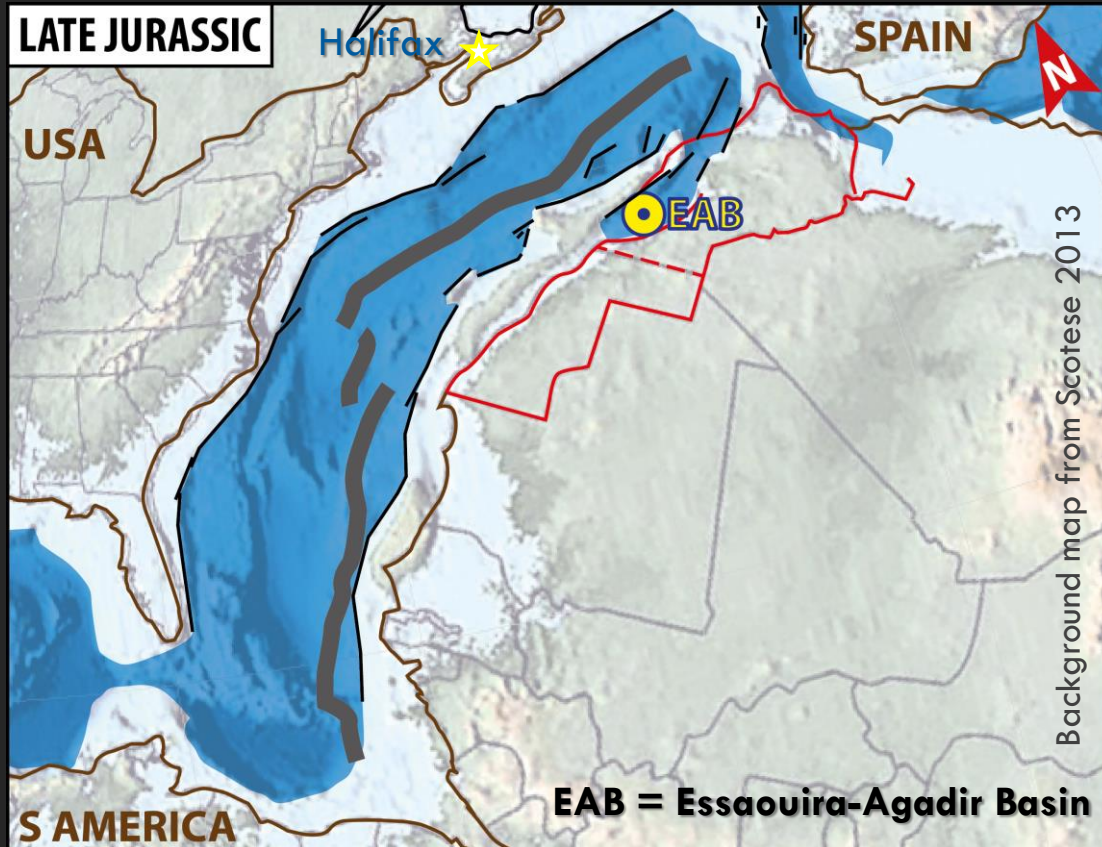 LATE JURASSIC
Halifax
SPAIN
N
USA
EAB
Background map from Scotese 2013
EAB = Essaouira-Agadir Basin
S AMERICA